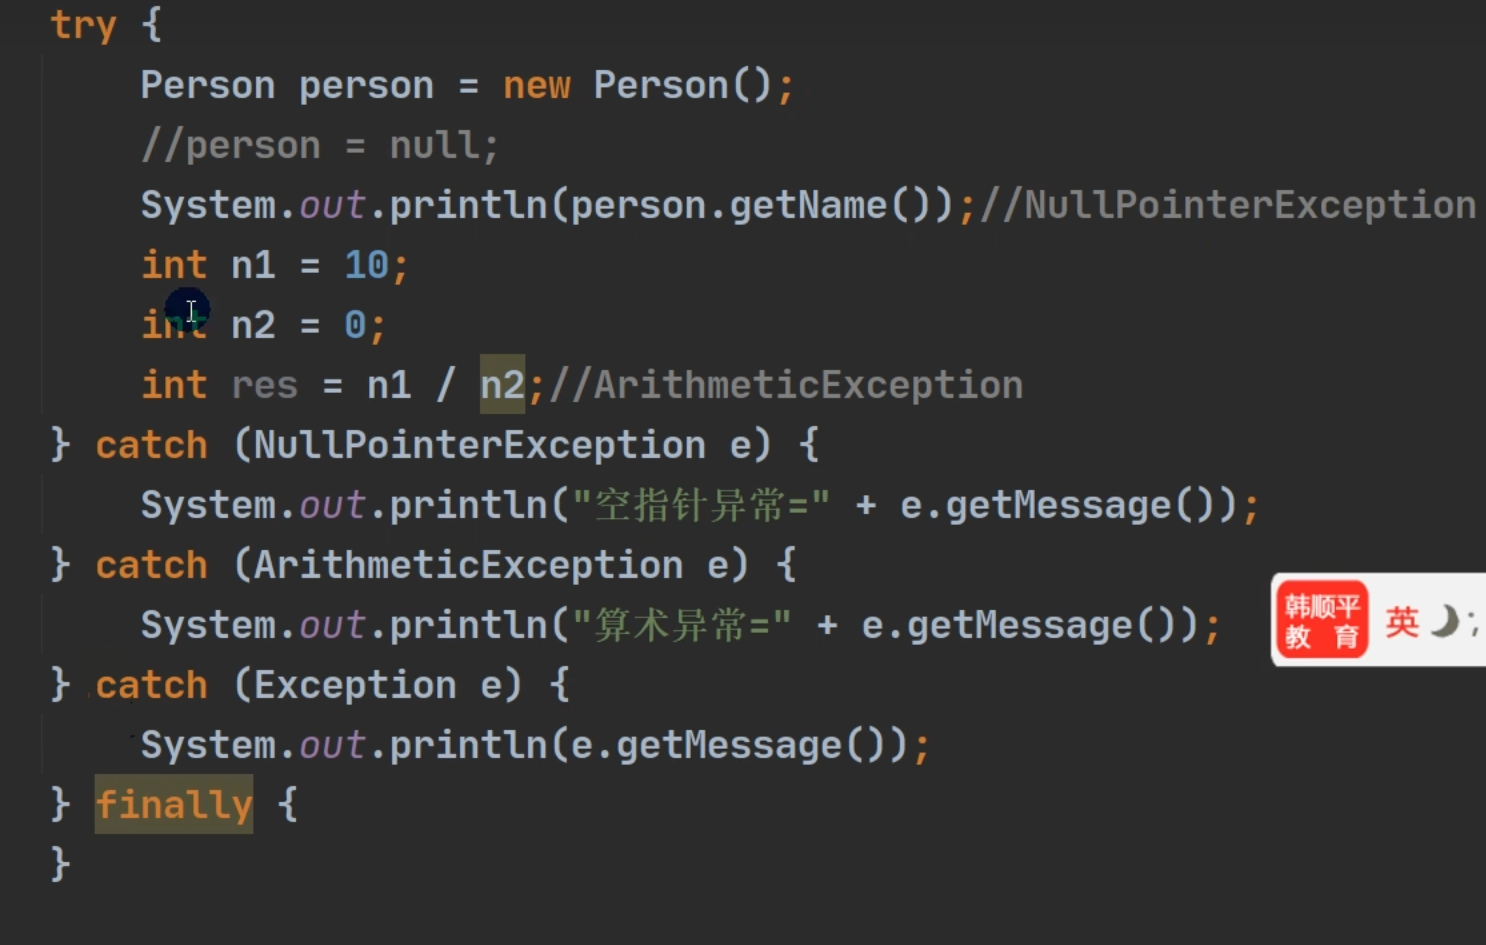 try {
    Person person = new Person();
    //person = null;
    System.out.println(person.getName());//NullPointerException
    int n1 = 10;
    int n2 = 0;
    int res = n1 / n2;//ArithmeticException
} catch (NullPointerException e) {
    System.out.println("空指针异常=" + e.getMessage());
} catch (ArithmeticException e) {
    System.out.println("算术异常=" + e.getMessage());
} catch (Exception e) {
    System.out.println(e.getMessage());
} finally {
}
韩顺平
教 育
英 ;